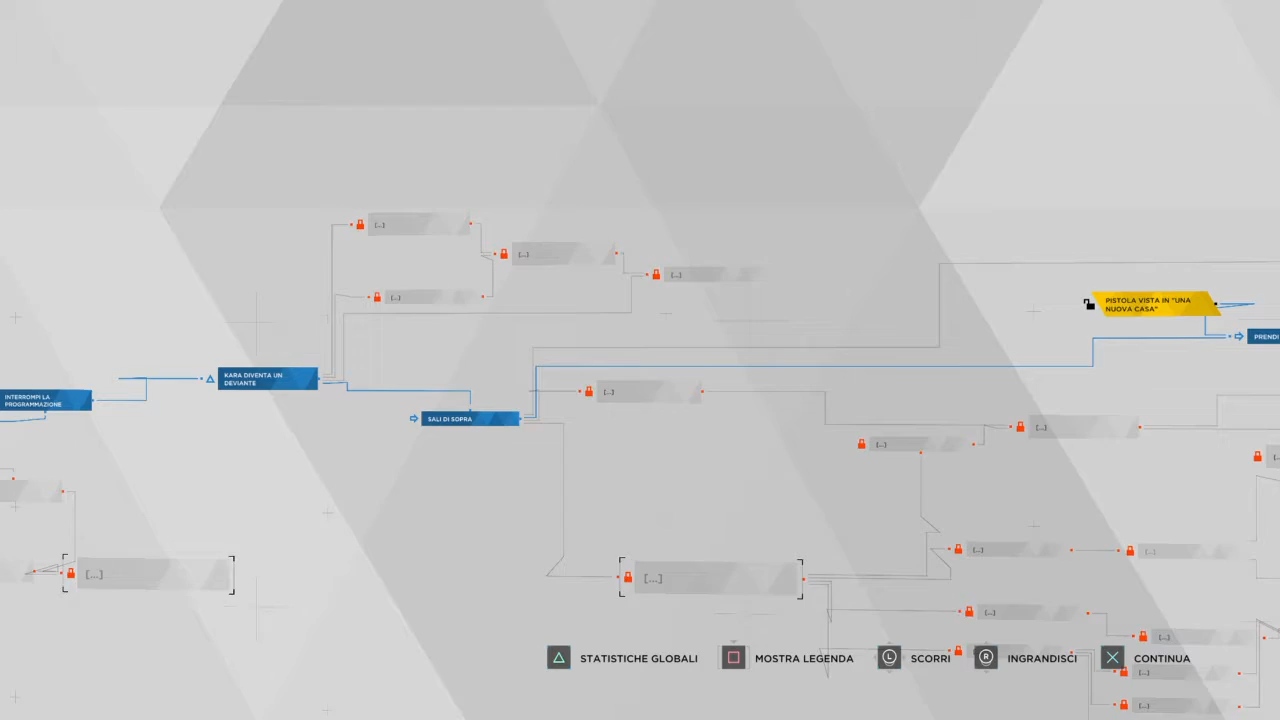 [...]
[...]
[...]
[...]
PISTOLA VISTA IN "UNA
NUOVA CASA"
PRENDI
KARA DIVENTA UN
DEVIANTE
INTERROMPI LA
PROGRAMMAZIONE
[...]
SALI DI SOPRA
[...]
[...]
[...]
[...]
[...]
[...]
[...]
[...]
[...]
[...]
[...]
STATISTICHE GLOBALI
MOSTRA LEGENDA
L
SCORRI
R
INGRANDISCI
CONTINUA